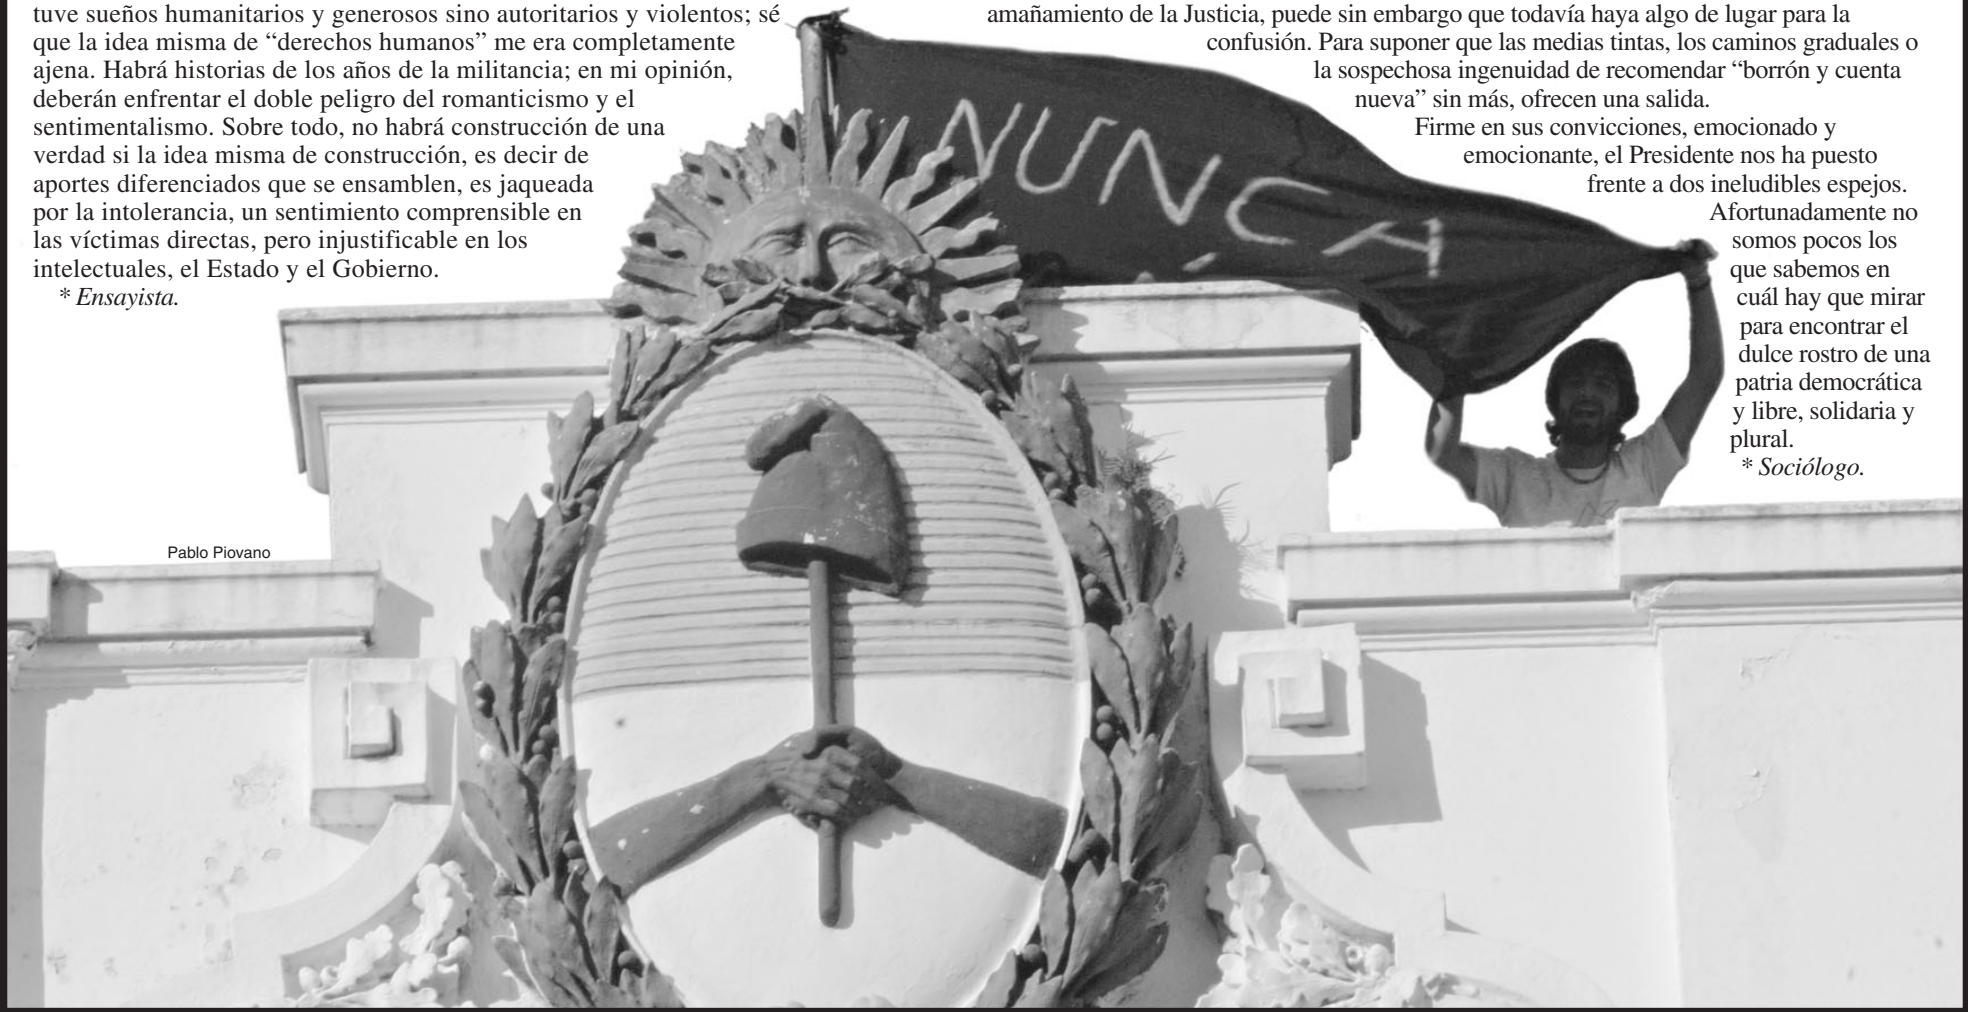 tuve sueños humanitarios y generosos sino autoritarios y violentos; sé
que la idea misma de “derechos humanos” me era completamente
ajena. Habrá historias de los años de la militancia; en mi opinión,
deberán enfrentar el doble peligro del romanticismo y el
sentimentalismo. Sobre todo, no habrá construcción de una
verdad si la idea misma de construcción, es decir de
aportes diferenciados que se ensamblen, es jaqueada
por la intolerancia, un sentimiento comprensible en
las víctimas directas, pero injustificable en los
intelectuales, el Estado y el Gobierno.
* Ensayista.
amañamiento de la Justicia, puede sin embargo que todavía haya algo de lugar para la
confusión. Para suponer que las medias tintas, los caminos graduales o
la sospechosa ingenuidad de recomendar “borrón y cuenta
nueva” sin más, ofrecen una salida.
Firme en sus convicciones, emocionado y
emocionante, el Presidente nos ha puesto
frente a dos ineludibles espejos.
Afortunadamente no
somos pocos los
que sabemos en
cuál hay que mirar
para encontrar el
dulce rostro de una
patria democrática
y libre, solidaria y
plural.
* Sociólogo.
NUNCA
Pablo Piovano